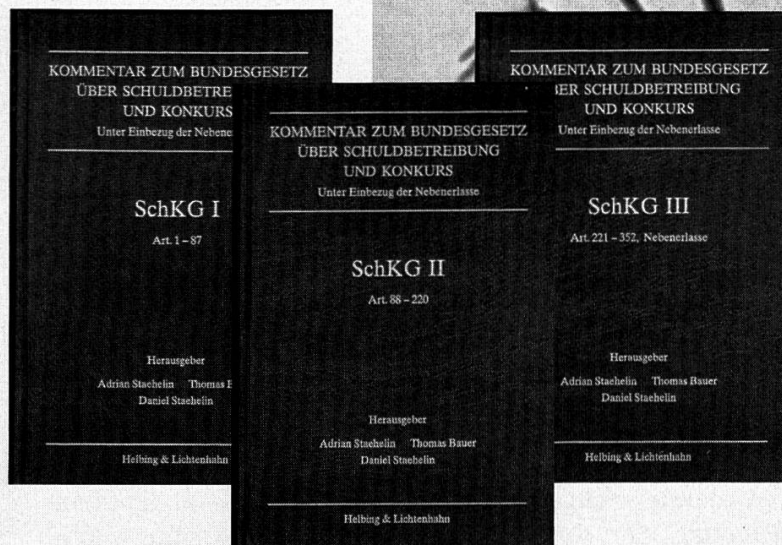 KOMMENTAR ZUM BUNDESGESETZ
ÜBER SCHULDBETRE
UND KONKURS
Unter Einbezug der Nebener
SchKG I
Art. 1 – 87
Herausgeber
Adrian Staehelin Thomas B
Daniel Staehelin
Helbing & Lichtenhahn
KOMMENTAR ZUM BUNDESGESETZ
ÜBER SCHULDBETREIBUNG
UND KONKURS
Unter Einbezug der Nebenerlasse
SchKG II
Art. 88 – 220
Herausgeber
Adrian Staehelin Thomas Bauer
Daniel Staehelin
Helbing & Lichtenhahn
KOMMENTAR ZUM BUNDESGESETZ
BER SCHULDBETREIBUNG
UND KONKURS
Unter Einbezug der Nebenerlasse
SchKG III
Art. 221 – 352, Nebenerlasse
Herausgeber
Adrian Staehelin Thomas Bauer
Daniel Staehelin
Helbing & Lichtenhahn